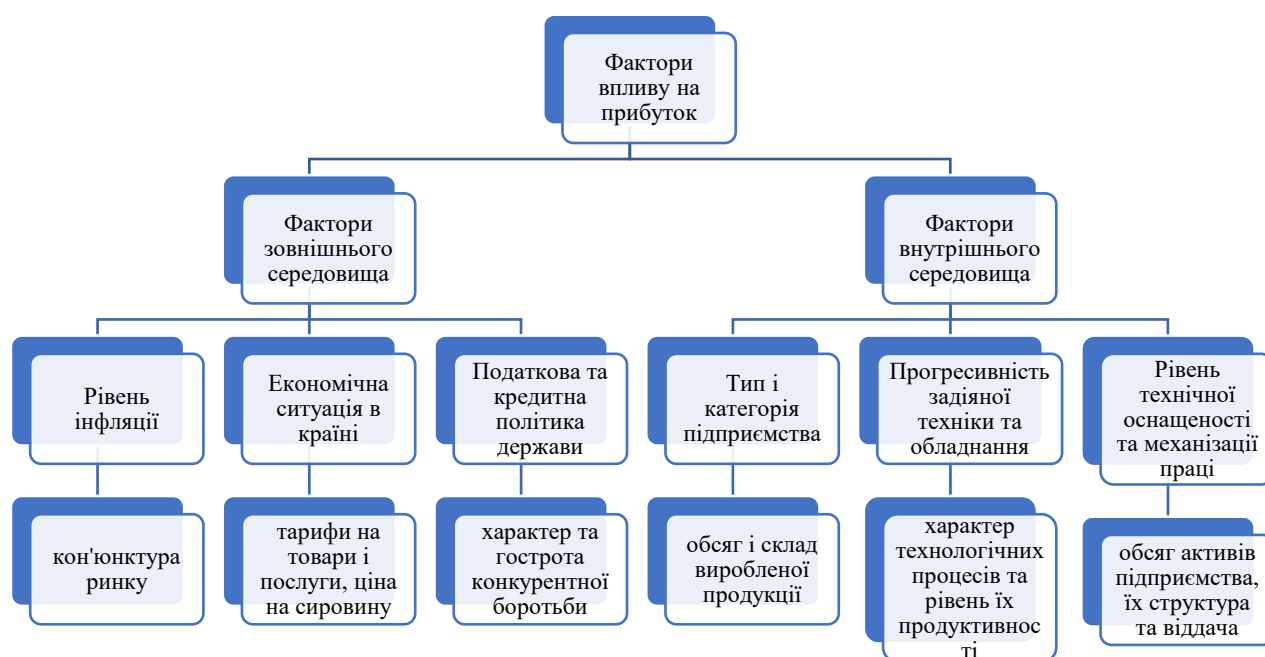 Фактори
впливу на
прибуток
Фактори
зовнішнього
середовища
Фактори
внутрішнього
середовища
Рівень
інфляції
Економічна
ситуація в
країні
Податкова та
кредитна
політика
держави
Тип і
категорія
підприємства
Прогресивність
задіяної
техніки та
обладнання
Рівень
технічної
оснащеності
та механізації
праці
кон'юнктура
ринку
тарифи на
товари і
послуги, ціна
на сировину
характер та
гострота
конкурентної
боротьби
обсяг і склад
виробленої
продукції
характер
технологічних
процесів та
рівень їх
продуктивнос
ті
обсяг активів
підприємства,
їх структура
та віддача